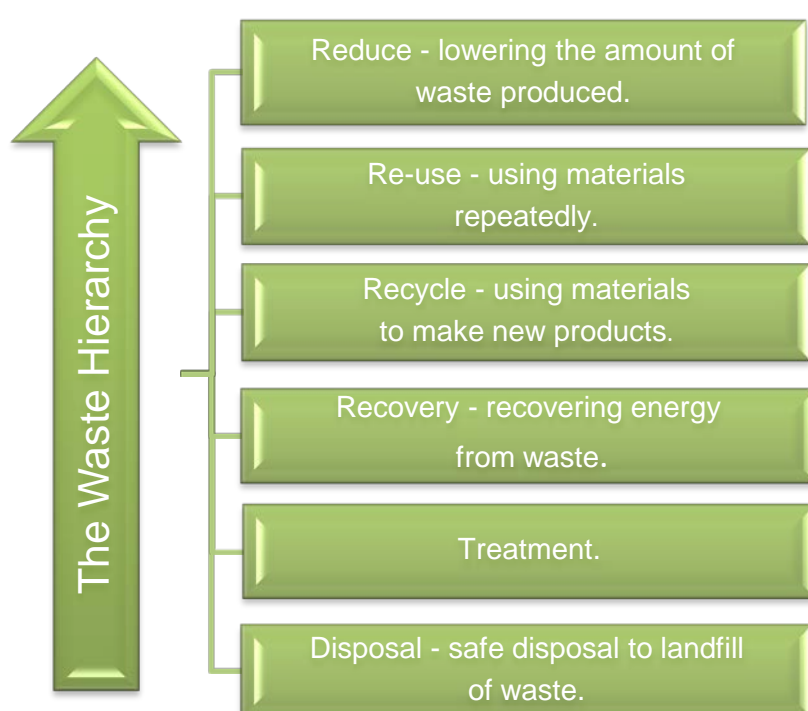 The Waste Hierarchy
Reduce - lowering the amount of
waste produced.
Re-use - using materials
repeatedly.
Recycle - using materials
to make new products.
Recovery - recovering energy
from waste.
Treatment.
Disposal - safe disposal to landfill
of waste.